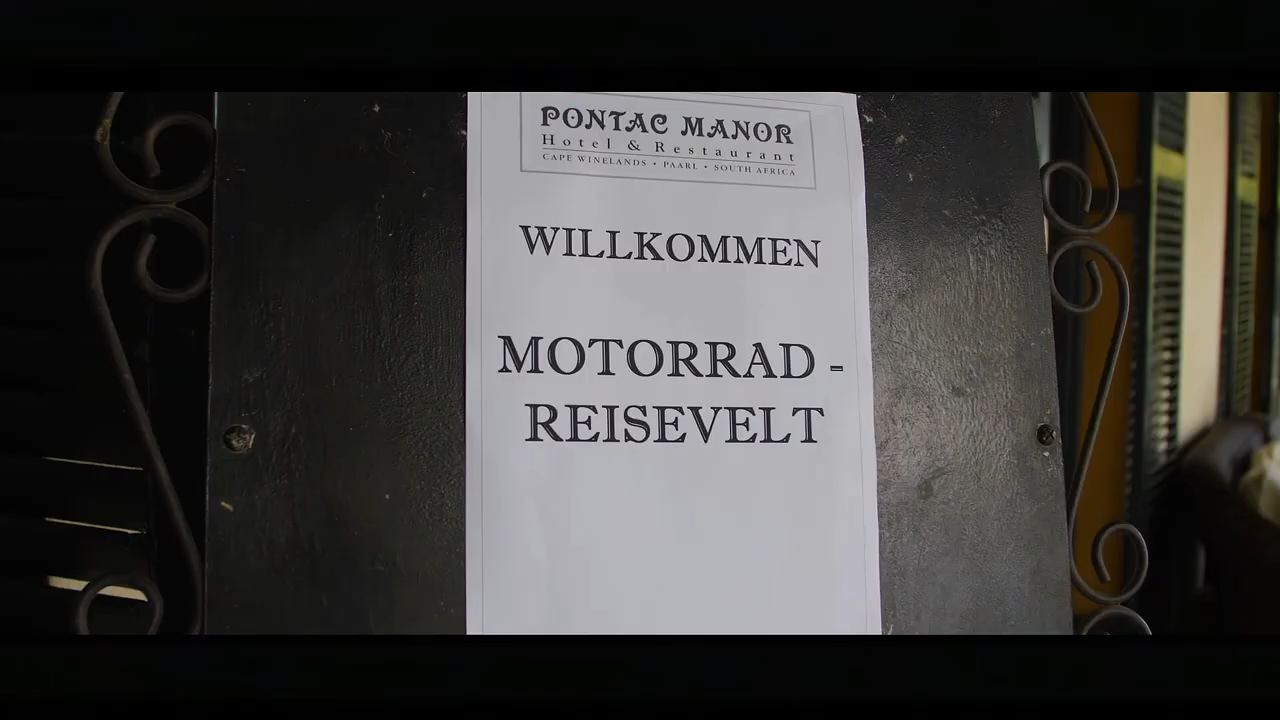 PONTAC MANOR
Hotel & Restaurant
CAPE WINELANDS • PAARL • SOUTH AFRICA
WILLKOMMEN
MOTORRAD -
REISEVELT